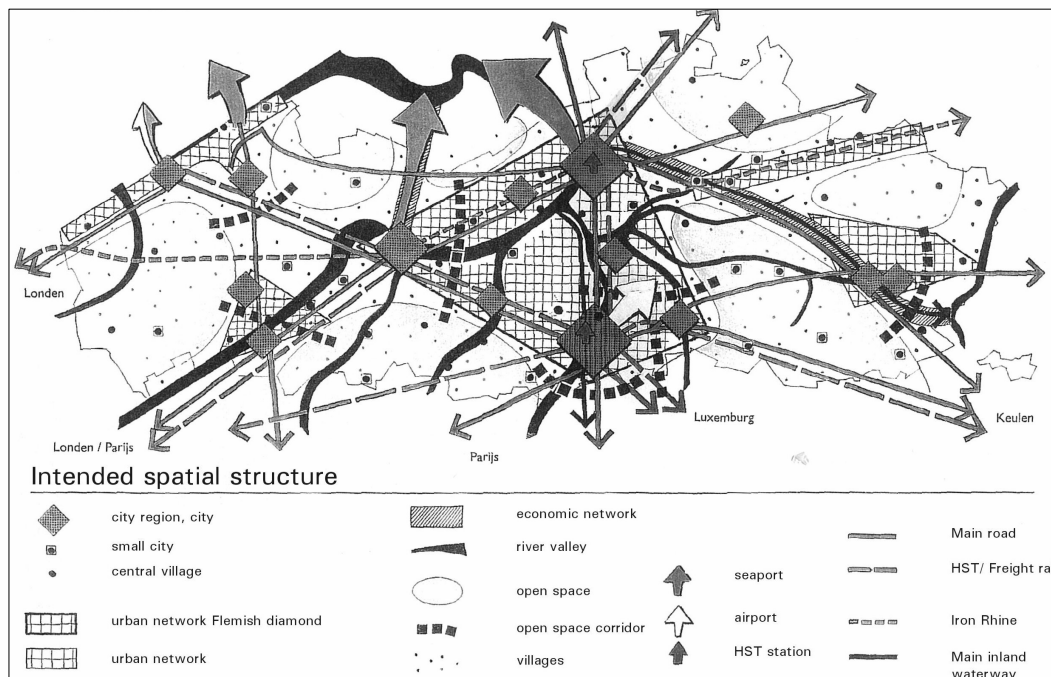 Londen
Londen / Parijs
Parijs
Luxemburg
Keulen
Intended spatial structure
city region, city
small city
central village
urban network Flemish diamond
urban network
economic network
river valley
open space
open space corridor
villages
seaport
airport
HST station
Main road
HST/ Freight ra
Iron Rhine
Main inland
waterway